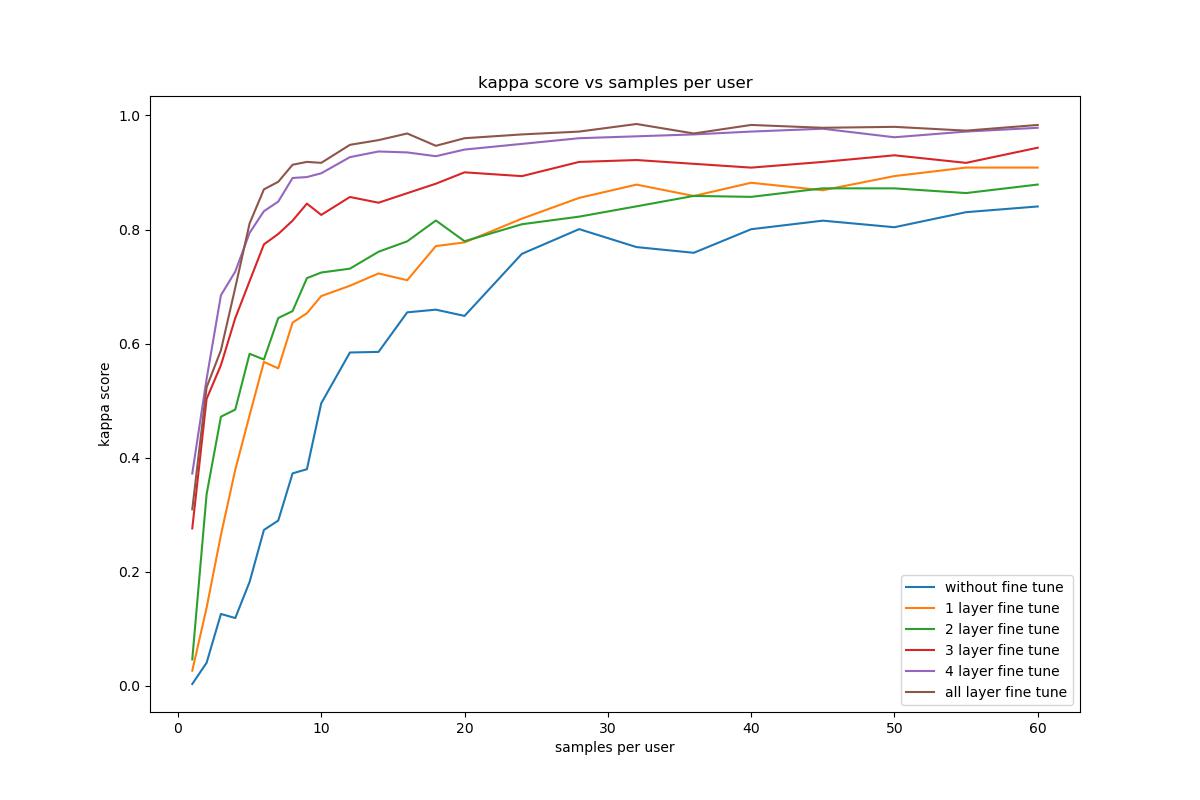 kappa score vs samples per user
1.0
0.8
0.6
0.4
0.2
0.0
kappa score
0
10
20
30
40
50
60
samples per user
without fine tune
1 layer fine tune
2 layer fine tune
3 layer fine tune
4 layer fine tune
all layer fine tune